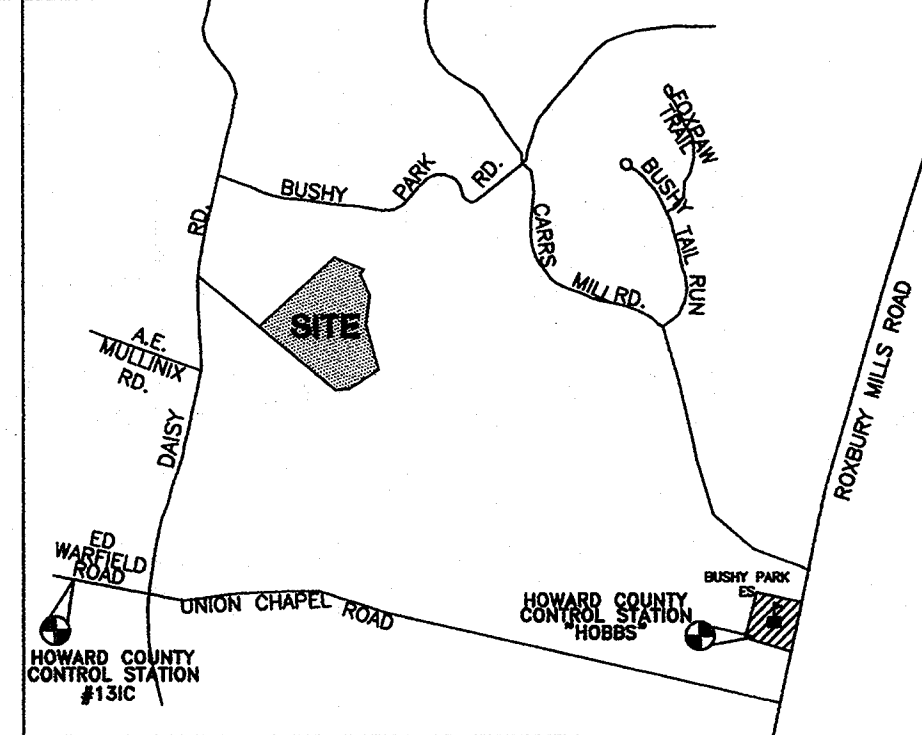 FOXPAW
TRAIL
BUSHY TAIL RUN
BUSHY PARK RD.
CARRS MILL RD.
DAISY RD.
SITE
A.E.
MULLINIX
RD.
ROXBURY MILLS ROAD
ED
WARFIELD
ROAD
UNION CHAPEL ROAD
BUSHY PARK
ES
HOWARD COUNTY
CONTROL STATION
"HOBBS"
HOWARD COUNTY
CONTROL STATION
#13IC